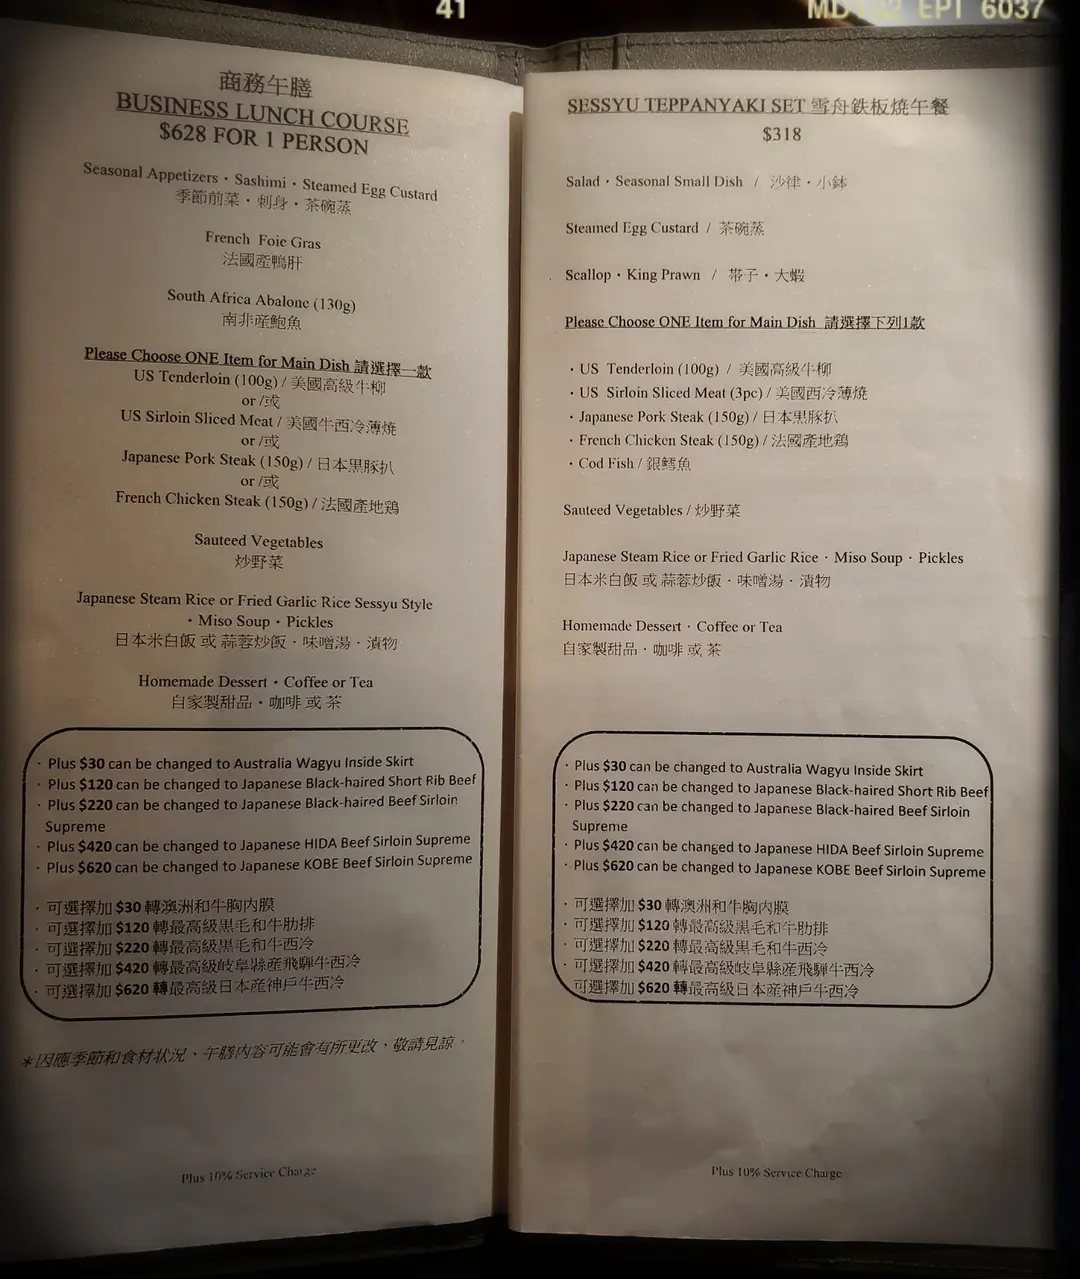 41
EPT 6037
商務午膳
BUSINESS LUNCH COURSE
$628 FOR 1 PERSON
Seasonal Appetizers・Sashimi・Steamed Egg Custard
季節前菜・刺身・茶碗蒸
French Foie Gras
法國產鴨肝
South Africa Abalone (130g)
南非産鮑魚
Please Choose ONE Item for Main Dish 請選擇一款
US Tenderloin (100g) / 美國高級牛柳
or /或
US Sirloin Sliced Meat / 美國牛西冷薄燒
or /或
Japanese Pork Steak (150g) / 日本黒豚扒
or /或
French Chicken Steak (150g) / 法國產地鶏
Sauteed Vegetables
炒野菜
Japanese Steam Rice or Fried Garlic Rice Sessyu Style
・Miso Soup・Pickles
日本米白飯 或 蒜蓉炒飯・味噌湯・漬物
Homemade Dessert・Coffee or Tea
自家製甜品・咖啡 或 茶
· Plus $30 can be changed to Australia Wagyu Inside Skirt
· Plus $120 can be changed to Japanese Black-haired Short Rib Beef
· Plus $220 can be changed to Japanese Black-haired Beef Sirloin
Supreme
· Plus $420 can be changed to Japanese HIDA Beef Sirloin Supreme
· Plus $620 can be changed to Japanese KOBE Beef Sirloin Supreme
· 可選擇加 $30 轉澳洲和牛胸内膜
· 可選擇加 $120 轉最高級黒毛和牛肋排
· 可選擇加 $220 轉最高級黒毛和牛西冷
· 可選擇加 $420 轉最高級岐阜縣産飛騨牛西冷
· 可選擇加 $620 轉最高級日本産神戶牛西冷
＊因應季節和食材状況、午膳内容可能會有所更改、敬請見諒。
Plus 10% Service Charge
SESSYU TEPPANYAKI SET 雪舟鉄板燒午餐
$318
Salad・Seasonal Small Dish / 沙律・小鉢
Steamed Egg Custard / 茶碗蒸
Scallop・King Prawn / 帯子・大蝦
Please Choose ONE Item for Main Dish 請選擇下列1款
・US Tenderloin (100g) / 美國高級牛柳
・US Sirloin Sliced Meat (3pc) / 美國西冷薄燒
・Japanese Pork Steak (150g) / 日本黒豚扒
・French Chicken Steak (150g) / 法國產地鶏
・Cod Fish / 銀鱈魚
Sauteed Vegetables / 炒野菜
Japanese Steam Rice or Fried Garlic Rice・Miso Soup・Pickles
日本米白飯 或 蒜蓉炒飯・味噌湯・漬物
Homemade Dessert・Coffee or Tea
自家製甜品・咖啡 或 茶
· Plus $30 can be changed to Australia Wagyu Inside Skirt
· Plus $120 can be changed to Japanese Black-haired Short Rib Beef
· Plus $220 can be changed to Japanese Black-haired Beef Sirloin
Supreme
· Plus $420 can be changed to Japanese HIDA Beef Sirloin Supreme
· Plus $620 can be changed to Japanese KOBE Beef Sirloin Supreme
· 可選擇加 $30 轉澳洲和牛胸内膜
· 可選擇加 $120 轉最高級黒毛和牛肋排
· 可選擇加 $220 轉最高級黒毛和牛西冷
· 可選擇加 $420 轉最高級岐阜縣産飛騨牛西冷
可選擇加 $620 轉最高級日本産神戶牛西冷
Plus 10% Service Charge